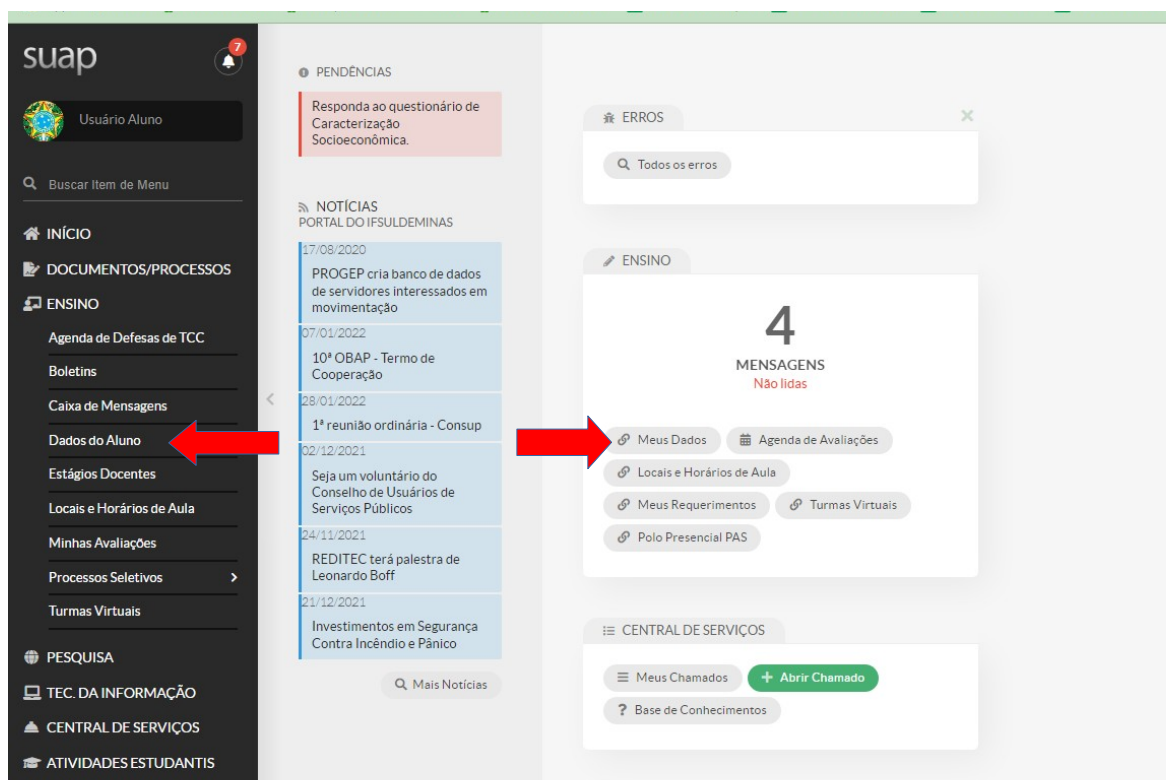 suap
7
Usuário Aluno
Buscar Item de Menu
INÍCIO
DOCUMENTOS/PROCESSOS
ENSINO
Agenda de Defesas de TCC
Boletins
Caixa de Mensagens
Dados do Aluno
Estágios Docentes
Locais e Horários de Aula
Minhas Avaliações
Processos Seletivos
Turmas Virtuais
PESQUISA
TEC. DA INFORMAÇÃO
CENTRAL DE SERVIÇOS
ATIVIDADES ESTUDANTIS
PENDÊNCIAS
Responda ao questionário de
Caracterização
Socioeconômica.
NOTÍCIAS
PORTAL DO IFSULDEMINAS
17/08/2020
PROGEP cria banco de dados
de servidores interessados em
movimentação
07/01/2022
10ª OBAP - Termo de
Cooperação
28/01/2022
1ª reunião ordinária - Consup
02/12/2021
Seja um voluntário do
Conselho de Usuários de
Serviços Públicos
24/11/2021
REDITEC terá palestra de
Leonardo Boff
21/12/2021
Investimentos em Segurança
Contra Incêndio e Pânico
Mais Notícias
ERROS
Todos os erros
ENSINO
4
MENSAGENS
Não lidas
Meus Dados Agenda de Avaliações
Locais e Horários de Aula
Meus Requerimentos Turmas Virtuais
Polo Presencial PAS
CENTRAL DE SERVIÇOS
Meus Chamados + Abrir Chamado
? Base de Conhecimentos